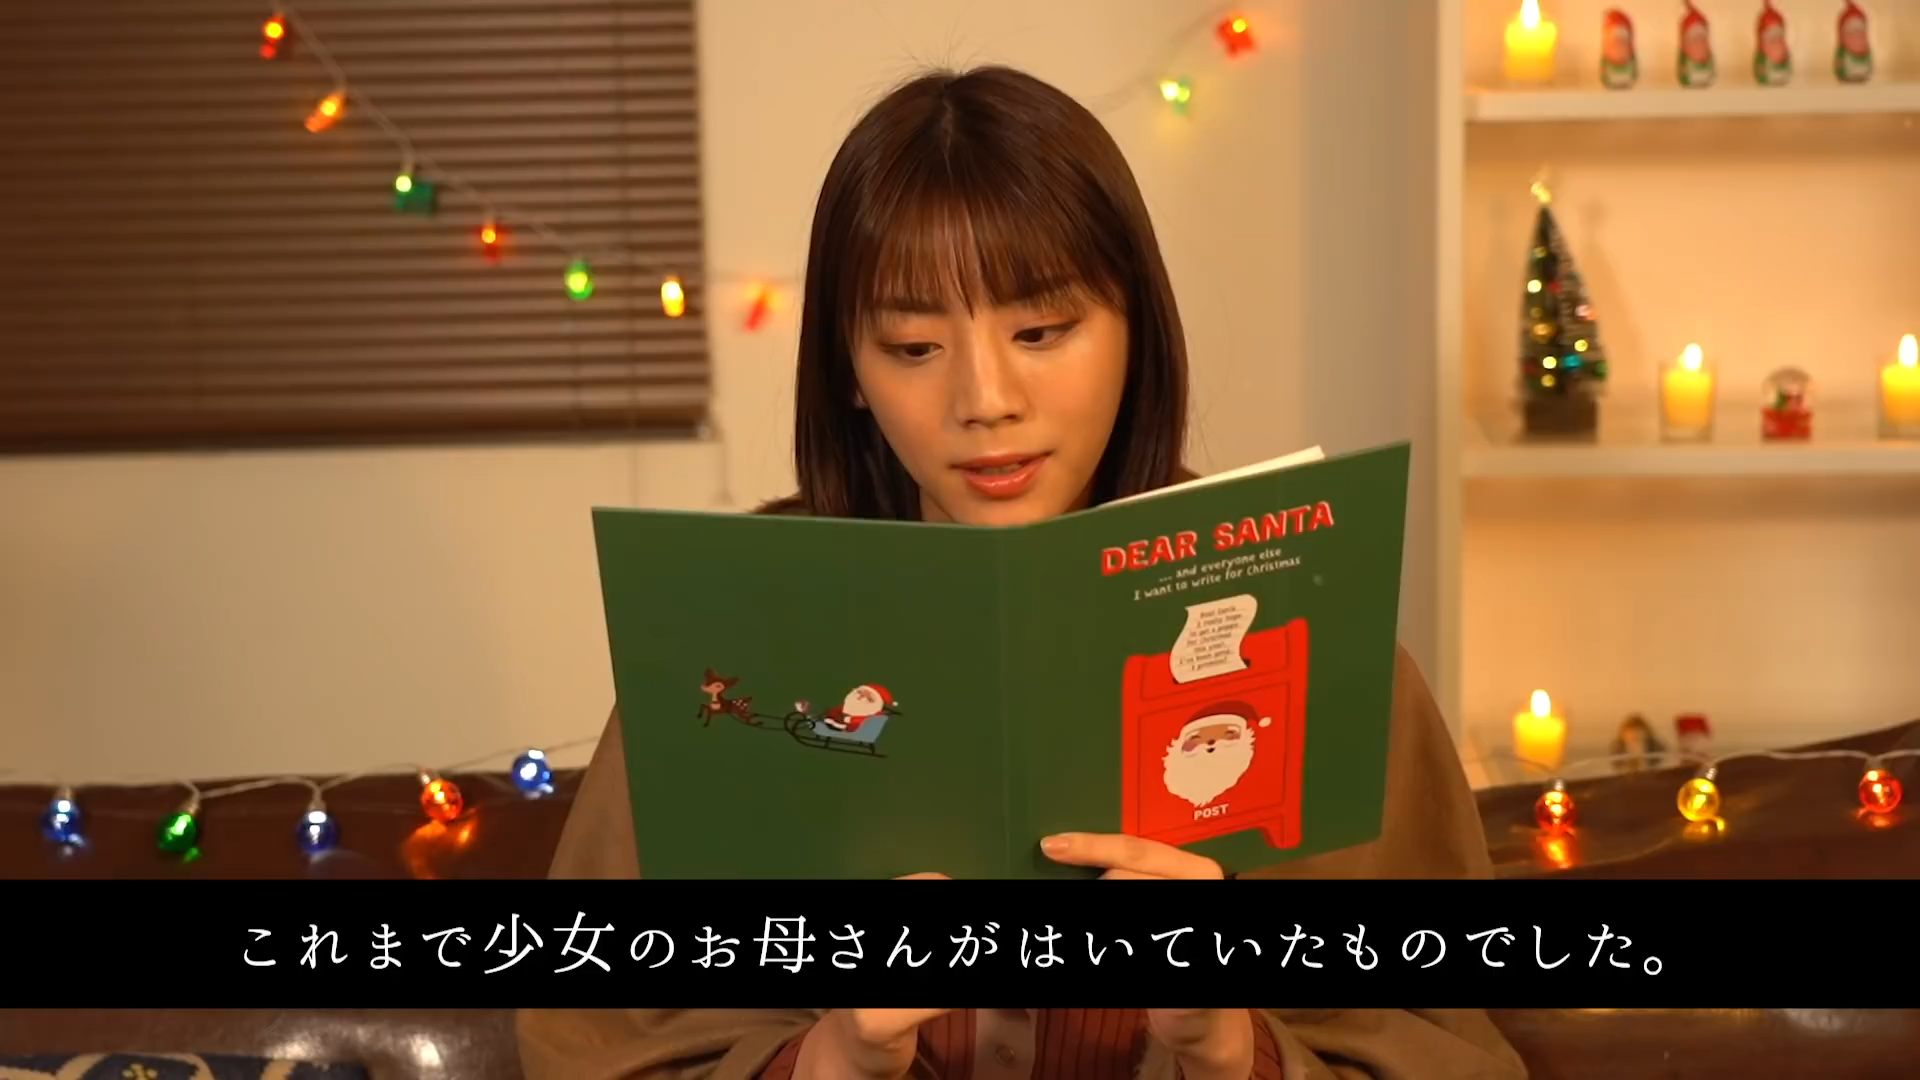 DEAR SANTA
... and everyone else
I want to write for Christmas
POST
これまで少女のお母さんがはいていたものでした。